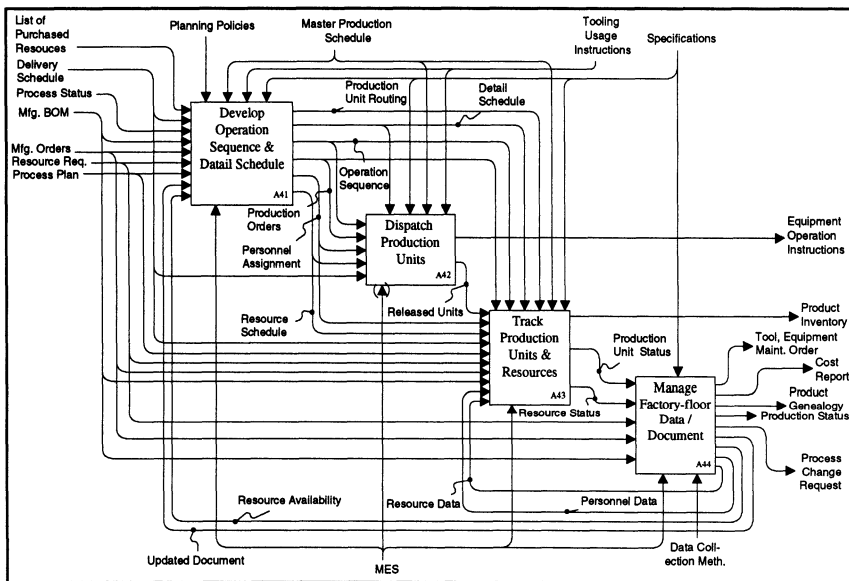 List of
Purchased
Resouces
Delivery
Schedule
Process Status
Mfg. BOM
Mfg. Orders
Resource Req.
Process Plan
Planning Policies
Master Production
Schedule
Tooling
Usage
Instructions
Specifications
Production
Unit Routing
Detail
Schedule
Develop
Operation
Sequence &
Datail Schedule
A41
Operation
Sequence
Production
Orders
Personnel
Assignment
Dispatch
Production
Units
A42
Equipment
Operation
Instructions
Resource
Schedule
Released Units
Track
Production
Units &
Resources
A43
Product
Inventory
Production
Unit Status
Tool, Equipment
Maint. Order
Cost
Report
Resource Status
Manage
Factory-floor
Data /
Document
A44
Product
Genealogy
Production Status
Process
Change
Request
Resource Availability
Resource Data
Personnel Data
Updated Document
MES
Data Coll-
ection Meth.